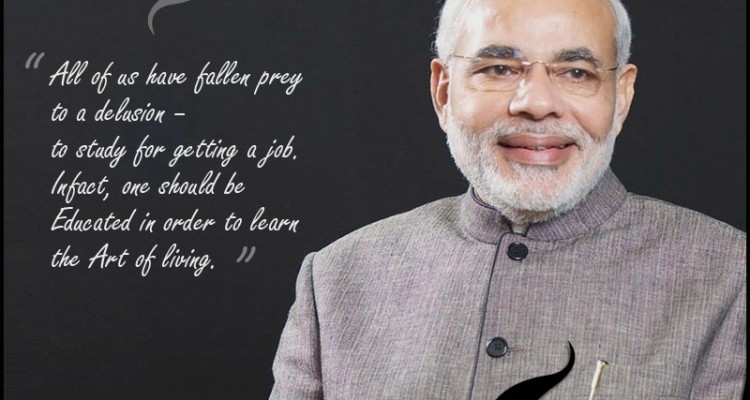 “ All of us have fallen prey
to a delusion –
to study for getting a job.
Infact, one should be
Educated in order to learn
the Art of living. ”